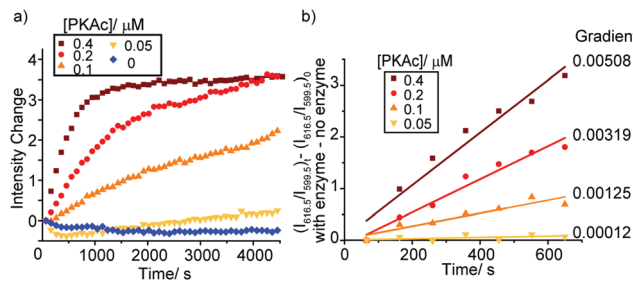 a)
[PKAc]/ μM
0.4
0.2
0.1
0.05
0
Intensity Change
4
3
2
1
0
0 1000 2000 3000 4000
Time/ s
b)
[PKAc]/ μM
0.4
0.2
0.1
0.05
Gradien
0.00508
0.00319
0.00125
0.00012
(I616.5/I599.5)t- (I616.5/I599.5)0
with enzyme - no enzyme
4
3
2
1
0
0 200 400 600
Time/ s